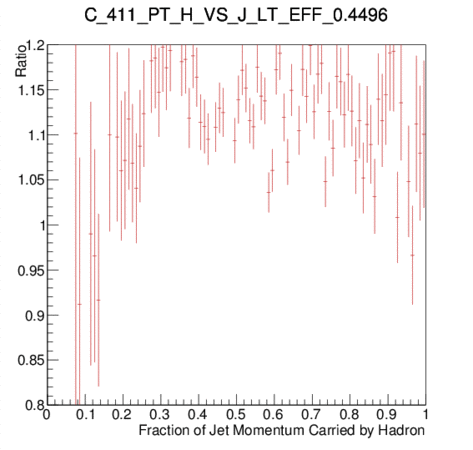 C_411_PT_H_VS_J_LT_EFF_0.4496
Ratio
1.2
1.15
1.1
1.05
1
0.95
0.9
0.85
0.8
0 0.1 0.2 0.3 0.4 0.5 0.6 0.7 0.8 0.9 1
Fraction of Jet Momentum Carried by Hadron